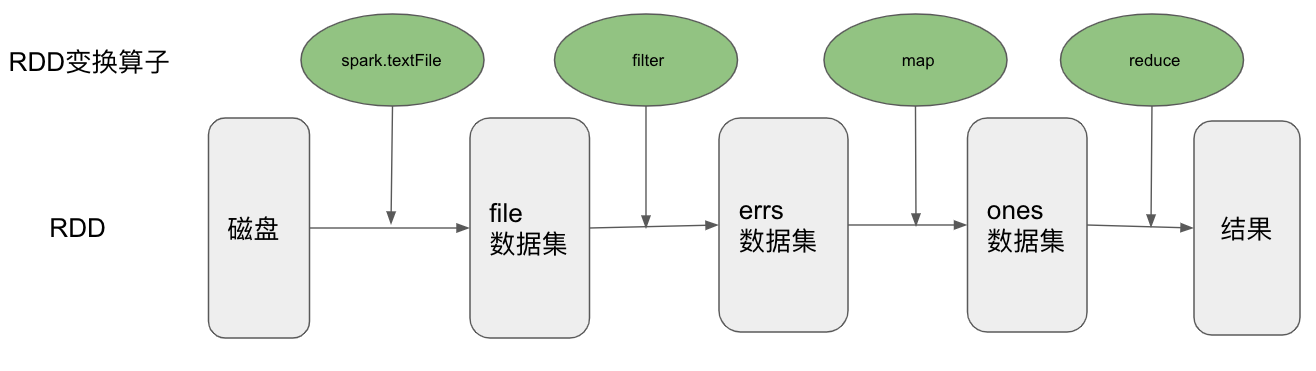 RDD变换算子
spark.textFile
filter
map
reduce
RDD
磁盘
file
数据集
errs
数据集
ones
数据集
结果